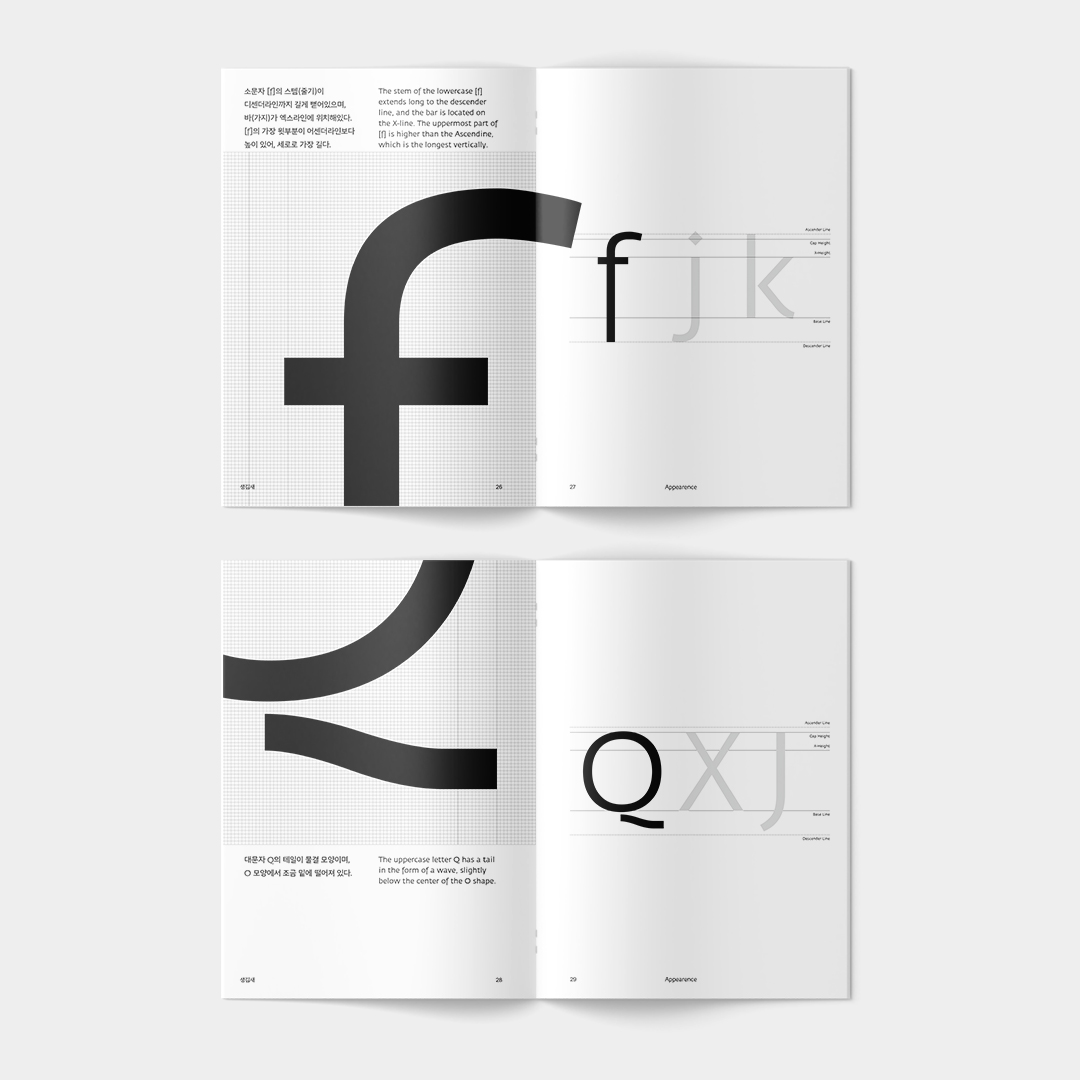 소문자 [f]의 스템(줄기)이
디센더라인까지 길게 뻗어있으며,
바(가지)가 엑스라인에 위치해있다.
[f]의 가장 윗부분이 어센더라인보다
높이 있어, 세로로 가장 길다.
The stem of the lowercase [f]
extends long to the descender
line, and the bar is located on
the X-line. The uppermost part of
[f] is higher than the Ascendine,
which is the longest vertically.
f
생김새
26
Ascender Line
Cap Height
X-Height
f j k
Base Line
Descender Line
27
Appearence
Q
대문자 Q의 테일이 물결 모양이며,
O 모양에서 조금 밑에 떨어져 있다.
The uppercase letter Q has a tail
in the form of a wave, slightly
below the center of the O shape.
생김새
28
Ascender Line
Cap Height
X-Height
Q X J
Base Line
Descender Line
29
Appearence